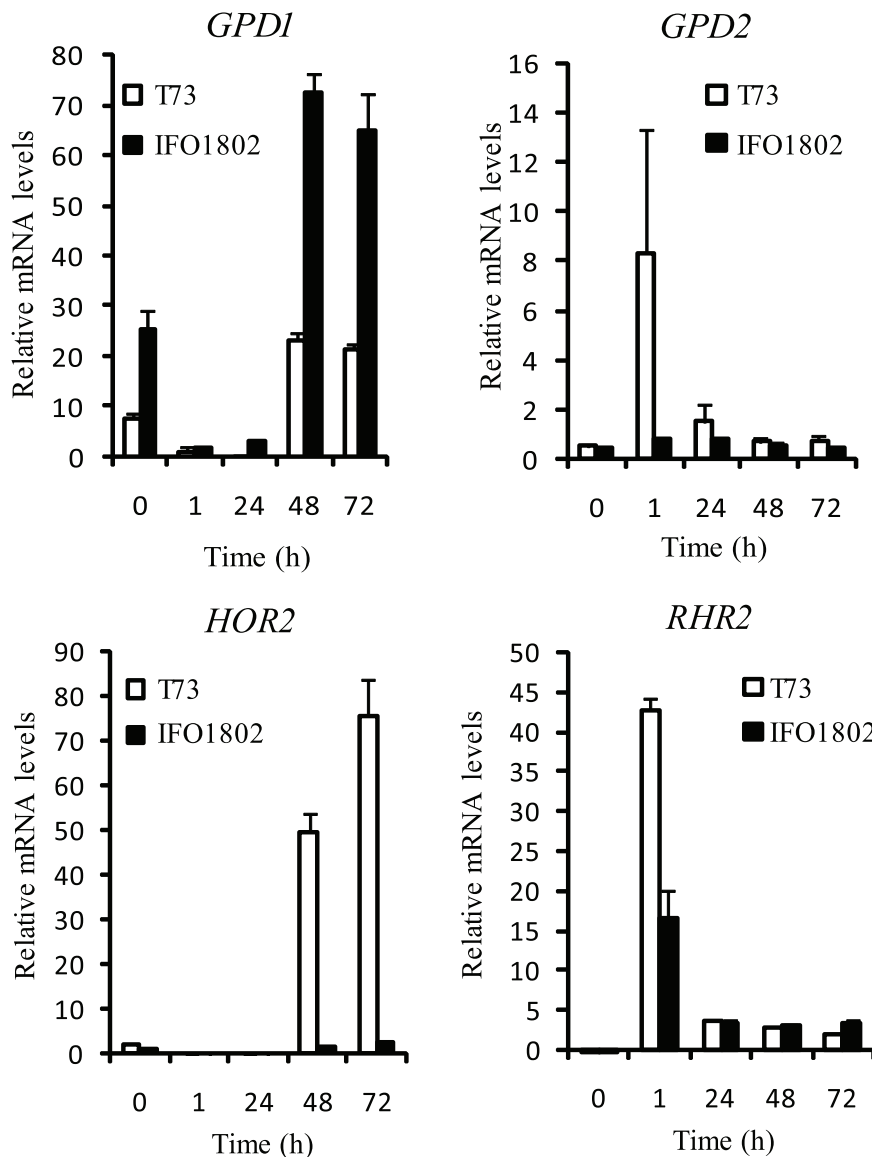 GPD1
Relative mRNA levels
80
70
60
50
40
30
20
10
0
T73
IFO1802
0 1 24 48 72
Time (h)
GPD2
Relative mRNA levels
16
14
12
10
8
6
4
2
0
T73
IFO1802
0 1 24 48 72
Time (h)
HOR2
Relative mRNA levels
90
80
70
60
50
40
30
20
10
0
T73
IFO1802
0 1 24 48 72
Time (h)
RHR2
Relative mRNA levels
50
45
40
35
30
25
20
15
10
5
0
T73
IFO1802
0 1 24 48 72
Time (h)